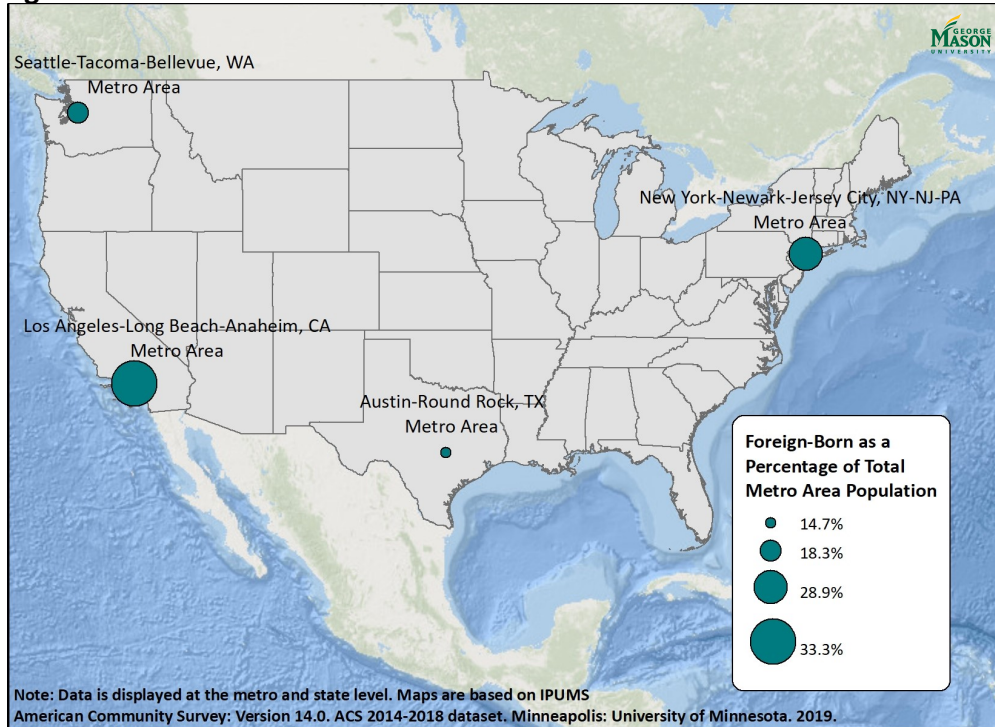 GEORGE
MASON
UNIVERSITY
Seattle-Tacoma-Bellevue, WA
Metro Area
New York-Newark-Jersey City, NY-NJ-PA
Metro Area
Los Angeles-Long Beach-Anaheim, CA
Metro Area
Austin-Round Rock, TX
Metro Area
Foreign-Born as a
Percentage of Total
Metro Area Population
14.7%
18.3%
28.9%
33.3%
Note: Data is displayed at the metro and state level. Maps are based on IPUMS
American Community Survey: Version 14.0. ACS 2014-2018 dataset. Minneapolis: University of Minnesota. 2019.